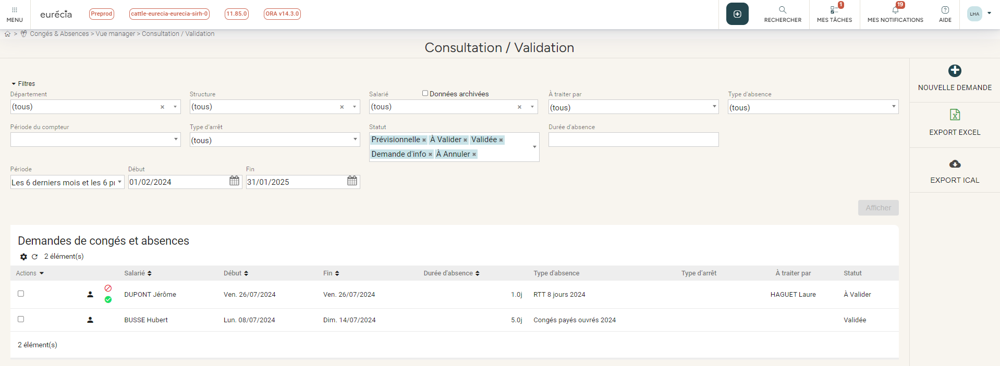 MENU
eurécia
Preprod
cattle-eurecia-eurecia-sirh-0
11.85.0
ORA v14.3.0
RECHERCHER
1
MES TÂCHES
19
MES NOTIFICATIONS
AIDE
LHA
> Congés & Absences > Vue manager > Consultation / Validation
Consultation / Validation
Filtres
Département
Structure
Salarié
Données archivées
À traiter par
Type d'absence
(tous) ×
(tous) ×
(tous) ×
(tous)
(tous)
Période du compteur
Type d'arrêt
Statut
Durée d'absence
(tous)
Prévisionnelle × À Valider × Validée ×
Demande d'info × À Annuler ×
Période
Début
Fin
Les 6 derniers mois et les 6 pr
01/02/2024
31/01/2025
Afficher
NOUVELLE DEMANDE
EXPORT EXCEL
EXPORT ICAL
Demandes de congés et absences
2 élément(s)
Actions Salarié Début Fin Durée d'absence Type d'absence Type d'arrêt À traiter par Statut
DUPONT Jérôme Ven. 26/07/2024 Ven. 26/07/2024 1.0j RTT 8 jours 2024 HAGUET Laure À Valider
BUSSE Hubert Lun. 08/07/2024 Dim. 14/07/2024 5.0j Congés payés ouvrés 2024 Validée
2 élément(s)